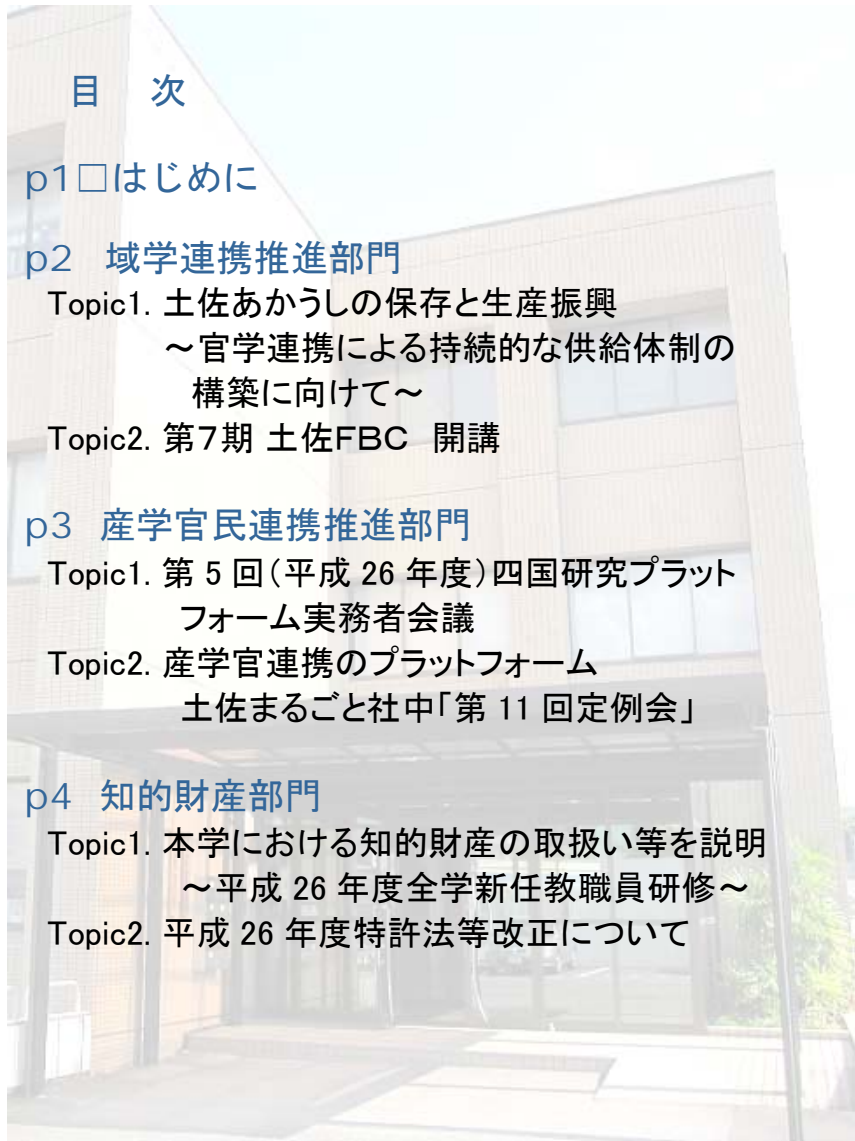 目　次
p1□はじめに
p2　域学連携推進部門
Topic1. 土佐あかうしの保存と生産振興
～官学連携による持続的な供給体制の
構築に向けて～
Topic2. 第７期 土佐ＦＢＣ　開講
p3　産学官民連携推進部門
Topic1. 第 5 回（平成 26 年度）四国研究プラット
フォーム実務者会議
Topic2. 産学官連携のプラットフォーム
土佐まるごと社中「第 11 回定例会」
p4　知的財産部門
Topic1. 本学における知的財産の取扱い等を説明
～平成 26 年度全学新任教職員研修～
Topic2. 平成 26 年度特許法等改正について